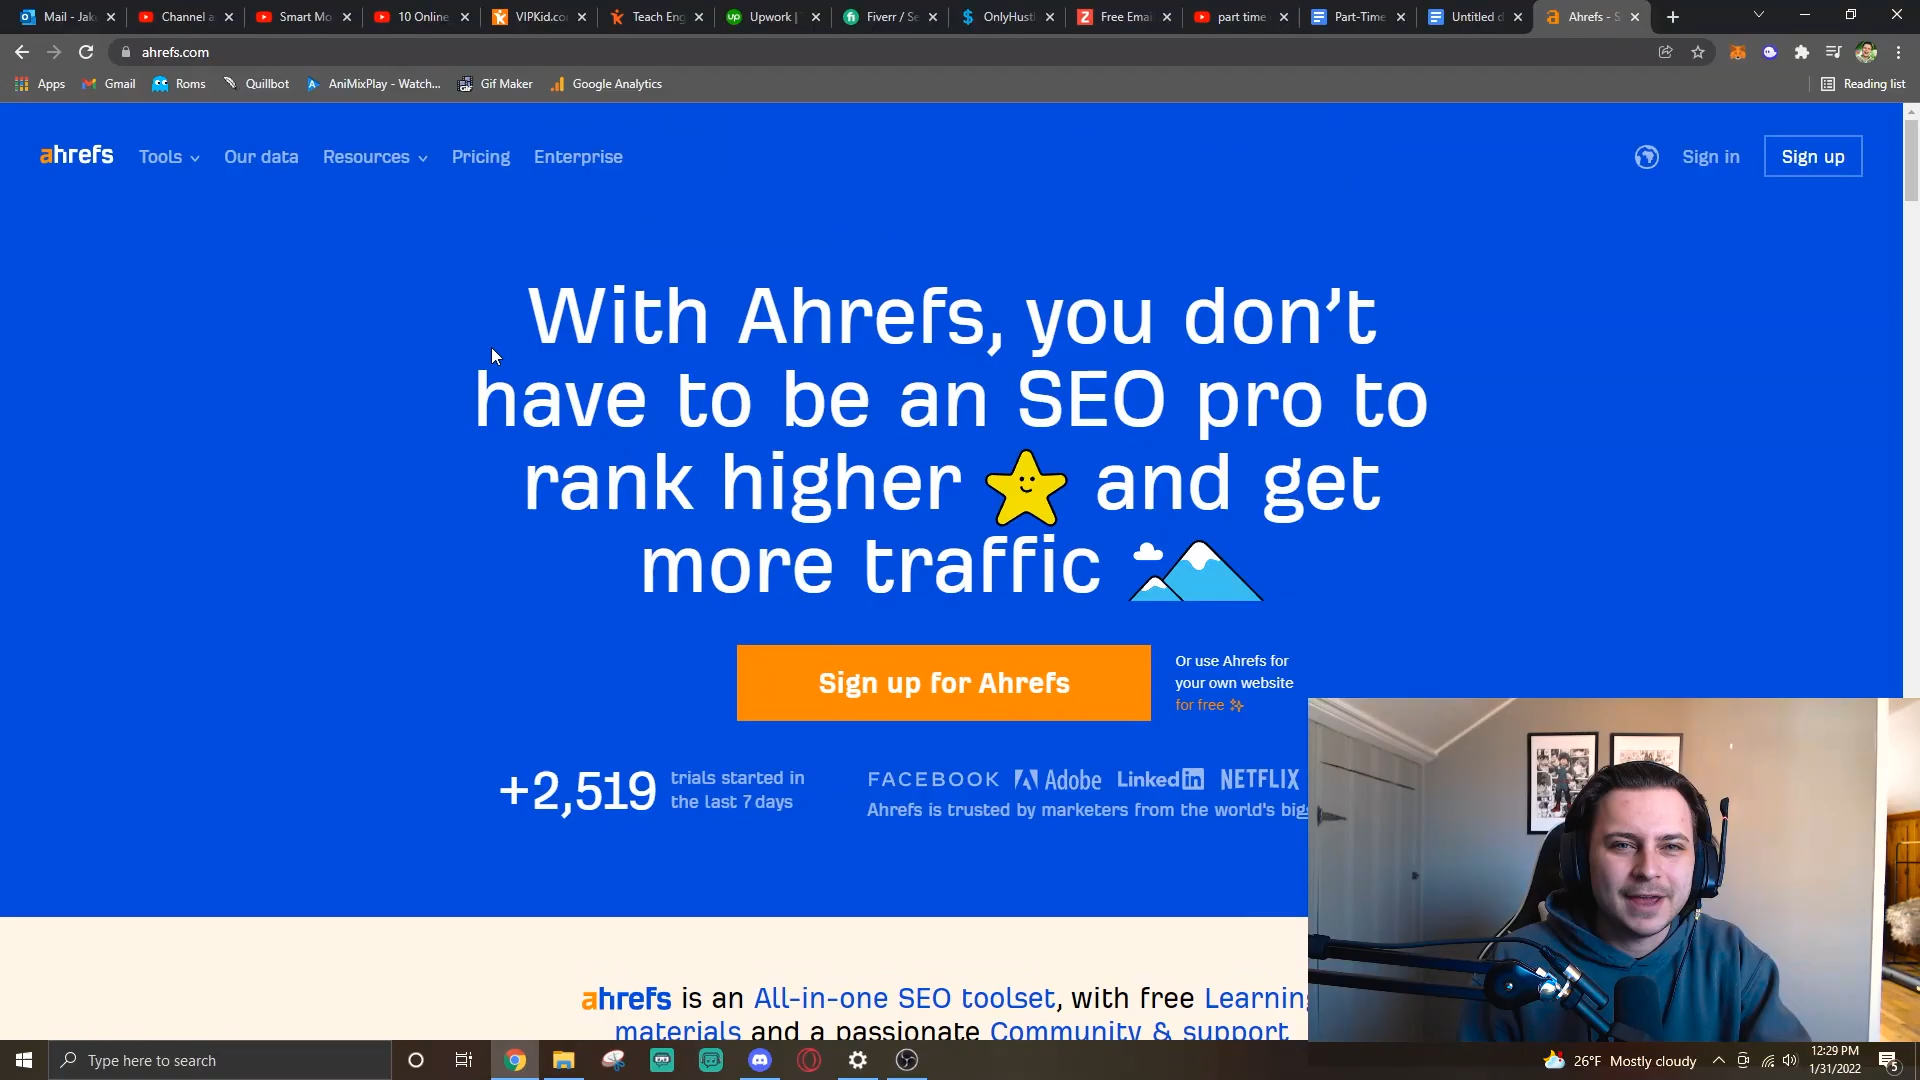 Mail - Jak
Channel a
Smart Mo
10 Online
VIPKid.co
Teach Eng
Upwork |
Fiverr / Se
OnlyHustl
Free Emai
part time
Part-Time
Untitled d
Ahrefs - S
ahrefs.com
Apps
Gmail
Roms
Quillbot
AniMixPlay - Watch...
Gif Maker
Google Analytics
Reading list
ahrefs
Tools
Our data
Resources
Pricing
Enterprise
Sign in
Sign up
With Ahrefs, you don't
have to be an SEO pro to
rank higher and get
more traffic
Sign up for Ahrefs
Or use Ahrefs for
your own website
for free
+2,519
trials started in
the last 7 days
FACEBOOK Adobe Linked in NETFLIX
Ahrefs is trusted by marketers from the world's big
ahrefs is an All-in-one SEO toolset, with free Learning
materials and a passionate Community & support
Type here to search
26°F Mostly cloudy
12:29 PM
1/31/2022
5